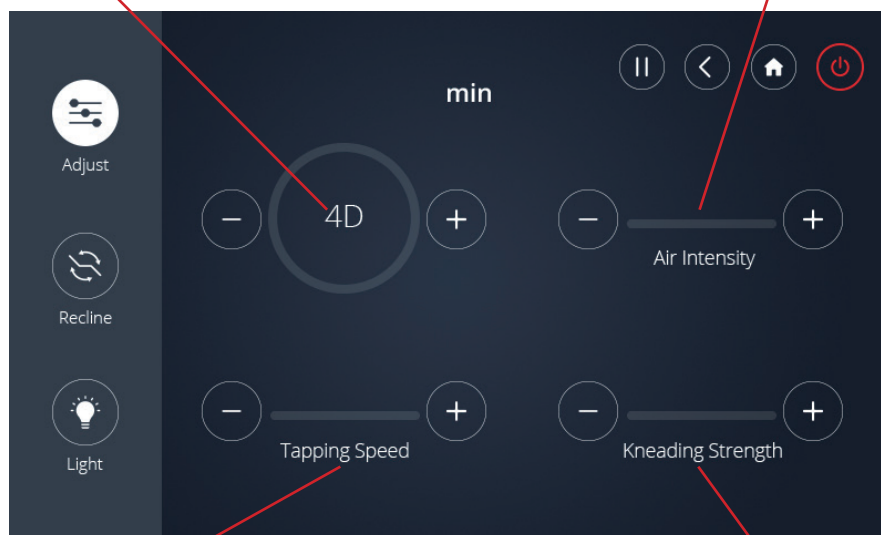 min
Adjust
4D
Air Intensity
Recline
Tapping Speed
Kneading Strength
Light